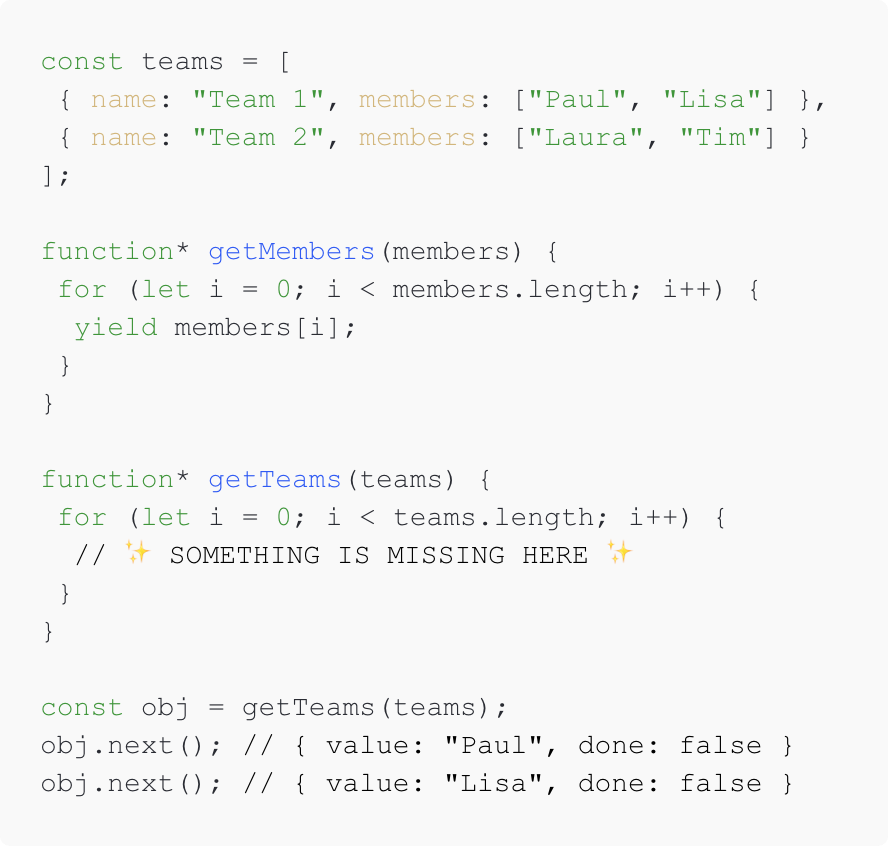 const teams = [
 { name: "Team 1", members: ["Paul", "Lisa"] },
 { name: "Team 2", members: ["Laura", "Tim"] }
];

function* getMembers(members) {
 for (let i = 0; i < members.length; i++) {
  yield members[i];
 }
}

function* getTeams(teams) {
 for (let i = 0; i < teams.length; i++) {
  // ✨ SOMETHING IS MISSING HERE ✨
 }
}

const obj = getTeams(teams);
obj.next(); // { value: "Paul", done: false }
obj.next(); // { value: "Lisa", done: false }